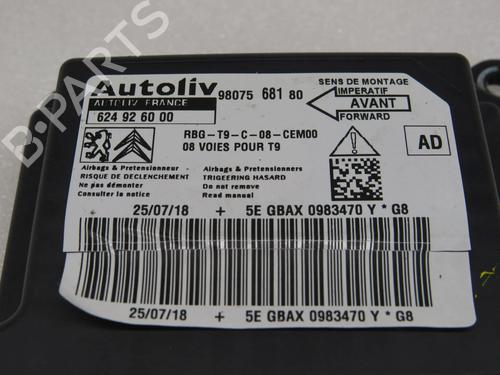 B-PARTS
Autoliv
98075 681 80
SENS DE MONTAGE
IMPERATIF
AVANT
FORWARD
AUTOLIV FRANCE
624 92 60 00
RBG-T9-C-08-CEM00
08 VOIES POUR T9
AD
Airbags & Pretensionneur
RISQUE DE DECLENCHEMENT
Ne pas démonter
Consulter la notice
Airbags & Pretensionners
TRIGEERING HASARD
Do not remove
Read manual
25/07/18 + 5E GBAX 0983470 Y * G8
25/07/18 + 5E GBAX 0983470 Y * G8